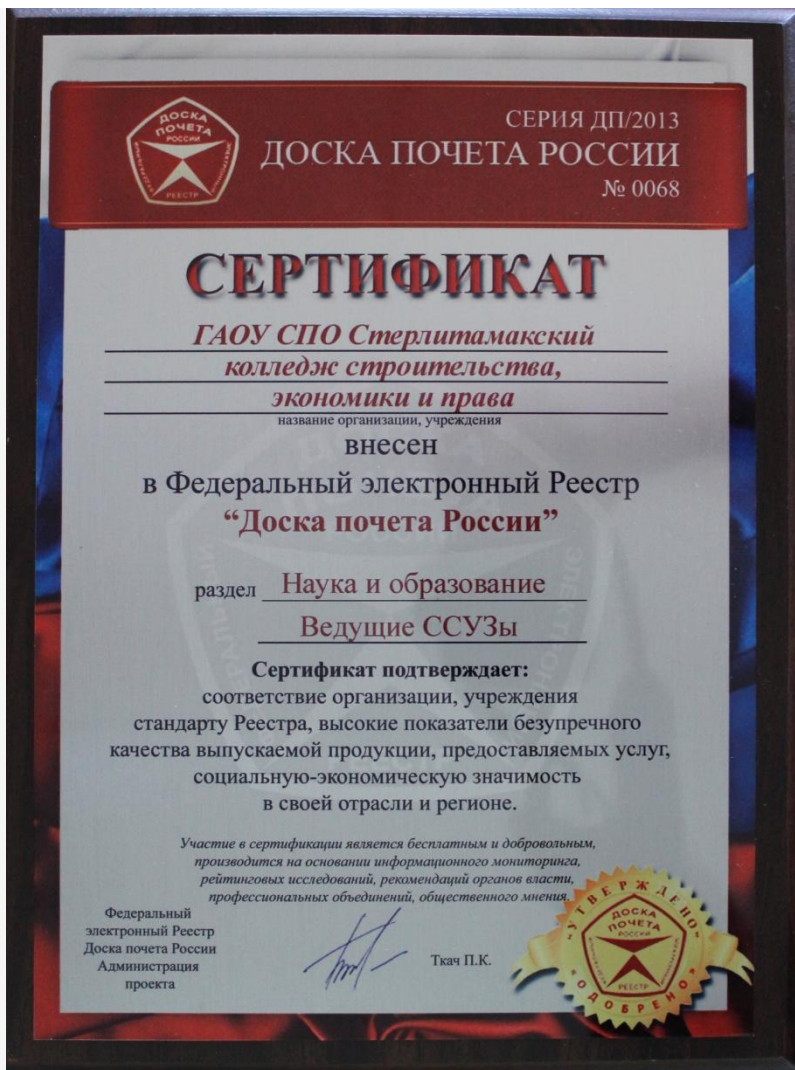 ДОСКА
ПОЧЕТА
РОССИИ
РЕЕСТР
СЕРИЯ ДП/2013
ДОСКА ПОЧЕТА РОССИИ
№ 0068
СЕРТИФИКАТ
ГАОУ СПО Стерлитамакский
колледж строительства,
экономики и права
название организации, учреждения
внесен
в Федеральный электронный Реестр
“Доска почета России”
раздел Наука и образование
Ведущие ССУЗы
Сертификат подтверждает:
соответствие организации, учреждения
стандарту Реестра, высокие показатели безупречного
качества выпускаемой продукции, предоставляемых услуг,
социальную-экономическую значимость
в своей отрасли и регионе.
Участие в сертификации является бесплатным и добровольным,
производится на основании информационного мониторинга,
рейтинговых исследований, рекомендаций органов власти,
профессиональных объединений, общественного мнения.
Федеральный
электронный Реестр
Доска почета России
Администрация
проекта
Ткач П.К.
"УТВЕРЖДЕНО"
ДОСКА
ПОЧЕТА
РОССИИ
РЕЕСТР
"ОДОБРЕНО"